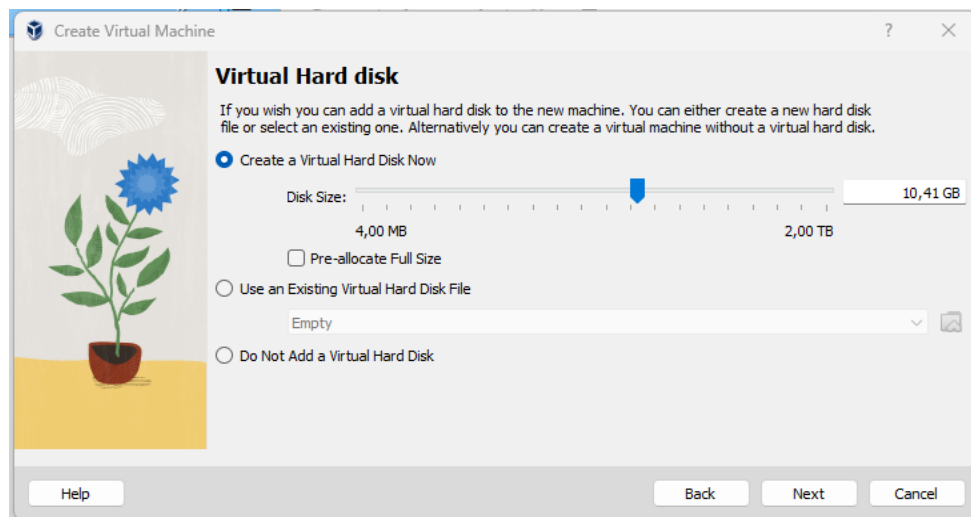 Create Virtual Machine
?
Virtual Hard disk
If you wish you can add a virtual hard disk to the new machine. You can either create a new hard disk
file or select an existing one. Alternatively you can create a virtual machine without a virtual hard disk.
Create a Virtual Hard Disk Now
Disk Size:
10,41 GB
4,00 MB
2,00 TB
Pre-allocate Full Size
Use an Existing Virtual Hard Disk File
Empty
Do Not Add a Virtual Hard Disk
Help
Back
Next
Cancel